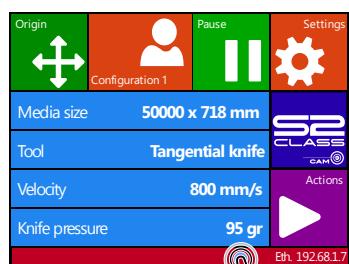 Origin
Configuration 1
Pause
Settings
Media size 50000 x 718 mm
Tool Tangential knife
Velocity 800 mm/s
Knife pressure 95 gr
S2
CLASS
CAM
Actions
Eth. 192.68.1.7